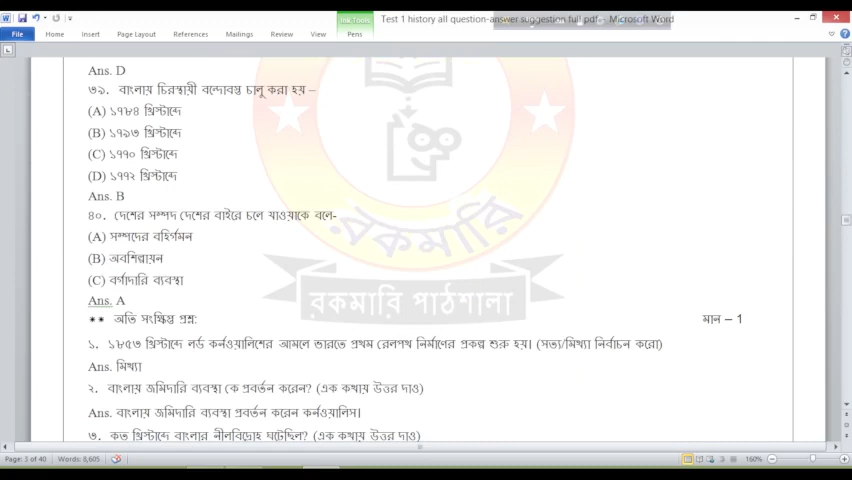 Ink Tools
Test 1 history all question-answer suggestion full pdf - Microsoft Word
File Home Insert Page Layout References Mailings Review View Pens
Ans. D
৩৯. বাংলায় চিরস্থায়ী বন্দোবস্ত চালু করা হয় –
(A) ১৭৮৪ খ্রিস্টাব্দে
(B) ১৭৯৩ খ্রিস্টাব্দে
(C) ১৭৭০ খ্রিস্টাব্দে
(D) ১৭৭২ খ্রিস্টাব্দে
Ans. B
৪০. দেশের সম্পদ দেশের বাইরে চলে যাওয়াকে বলে-
(A) সম্পদের বহির্গমন
(B) অবশিল্পায়ন
(C) বর্গাদারি ব্যবস্থা
Ans. A
** অতি সংক্ষিপ্ত প্রশ্ন: মান – 1
১. ১৮৫৩ খ্রিস্টাব্দে লর্ড কর্নওয়ালিশের আমলে ভারতে প্রথম রেলপথ নির্মাণের প্রকল্প শুরু হয়। (সত্য/মিথ্যা নির্বাচন করো)
Ans. মিথ্যা
২. বাংলায় জমিদারি ব্যবস্থা কে প্রবর্তন করেন? (এক কথায় উত্তর দাও)
Ans. বাংলায় জমিদারি ব্যবস্থা প্রবর্তন করেন কর্নওয়ালিস।
৩. কত খ্রিস্টাব্দে বাংলার নীলবিদ্রোহ ঘটেছিল? (এক কথায় উত্তর দাও)
রকমারি
রকমারি পাঠশালা
Page: 3 of 40 Words: 8,605 160%